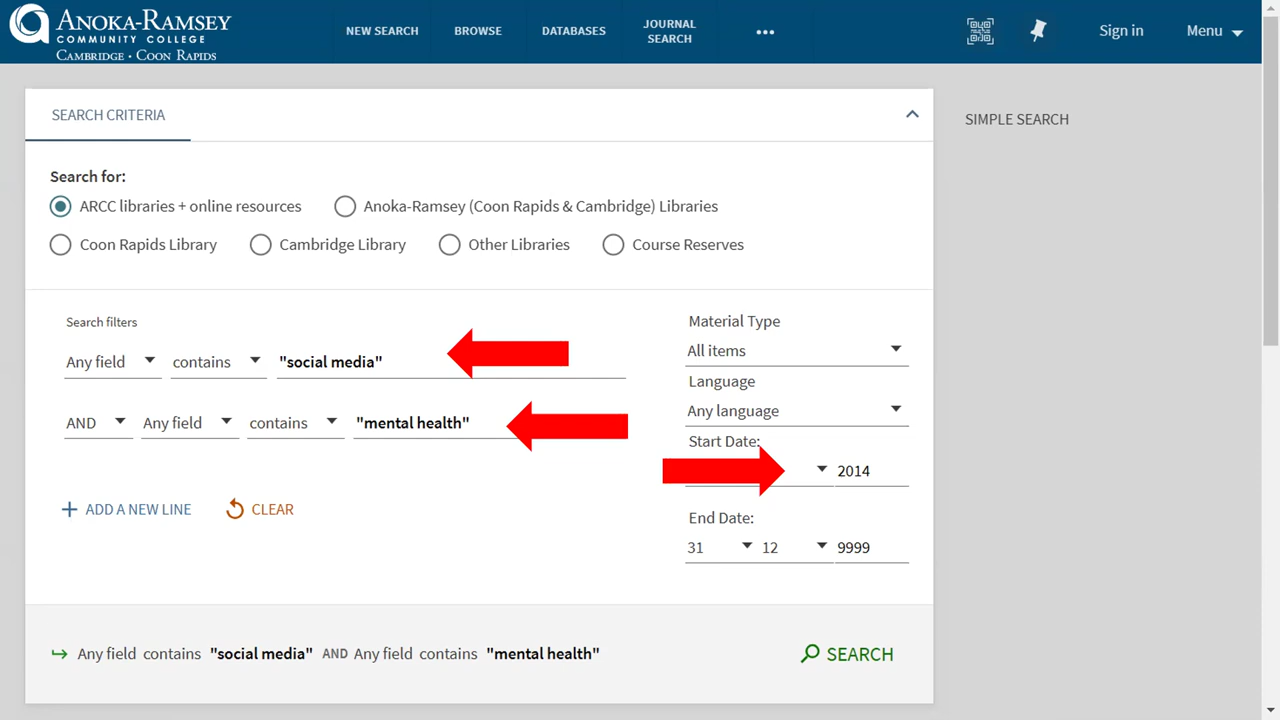 ANOKA-RAMSEY
COMMUNITY COLLEGE
CAMBRIDGE • COON RAPIDS
NEW SEARCH
BROWSE
DATABASES
JOURNAL
SEARCH
Sign in
Menu
SEARCH CRITERIA
SIMPLE SEARCH
Search for:
ARCC libraries + online resources
Anoka-Ramsey (Coon Rapids & Cambridge) Libraries
Coon Rapids Library
Cambridge Library
Other Libraries
Course Reserves
Search filters
Any field contains "social media"
AND Any field contains "mental health"
+ ADD A NEW LINE
CLEAR
Material Type
All items
Language
Any language
Start Date:
2014
End Date:
31 12 9999
Any field contains "social media" AND Any field contains "mental health"
SEARCH